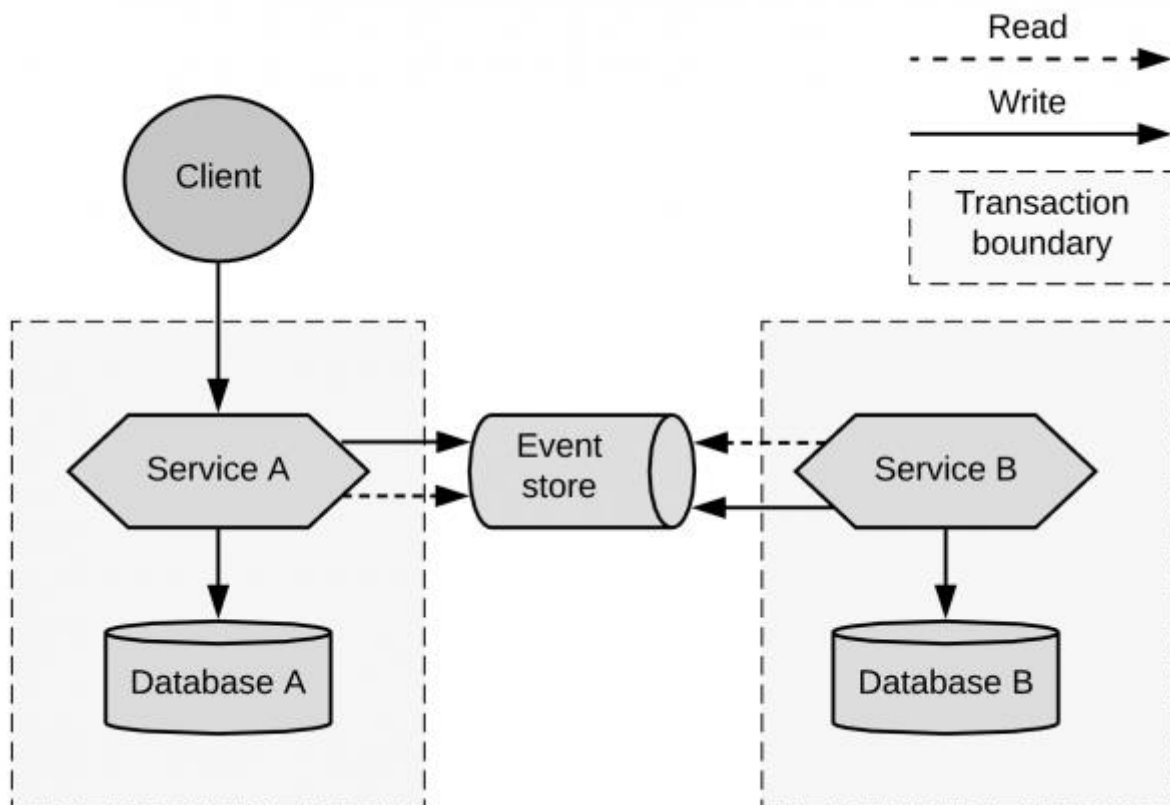 Read
Write
Transaction
boundary
Client
Service A
Event
store
Service B
Database A
Database B